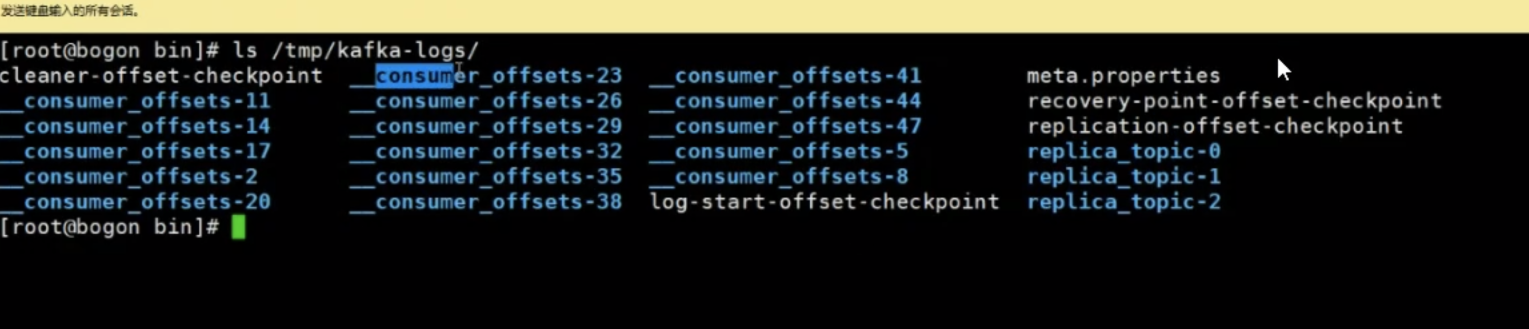 发送键盘输入的所有会话。
[root@bogon bin]# ls /tmp/kafka-logs/
cleaner-offset-checkpoint  __consumer_offsets-23  __consumer_offsets-41  meta.properties
__consumer_offsets-11  __consumer_offsets-26  __consumer_offsets-44  recovery-point-offset-checkpoint
__consumer_offsets-14  __consumer_offsets-29  __consumer_offsets-47  replication-offset-checkpoint
__consumer_offsets-17  __consumer_offsets-32  __consumer_offsets-5  replica_topic-0
__consumer_offsets-2  __consumer_offsets-35  __consumer_offsets-8  replica_topic-1
__consumer_offsets-20  __consumer_offsets-38  log-start-offset-checkpoint  replica_topic-2
[root@bogon bin]#